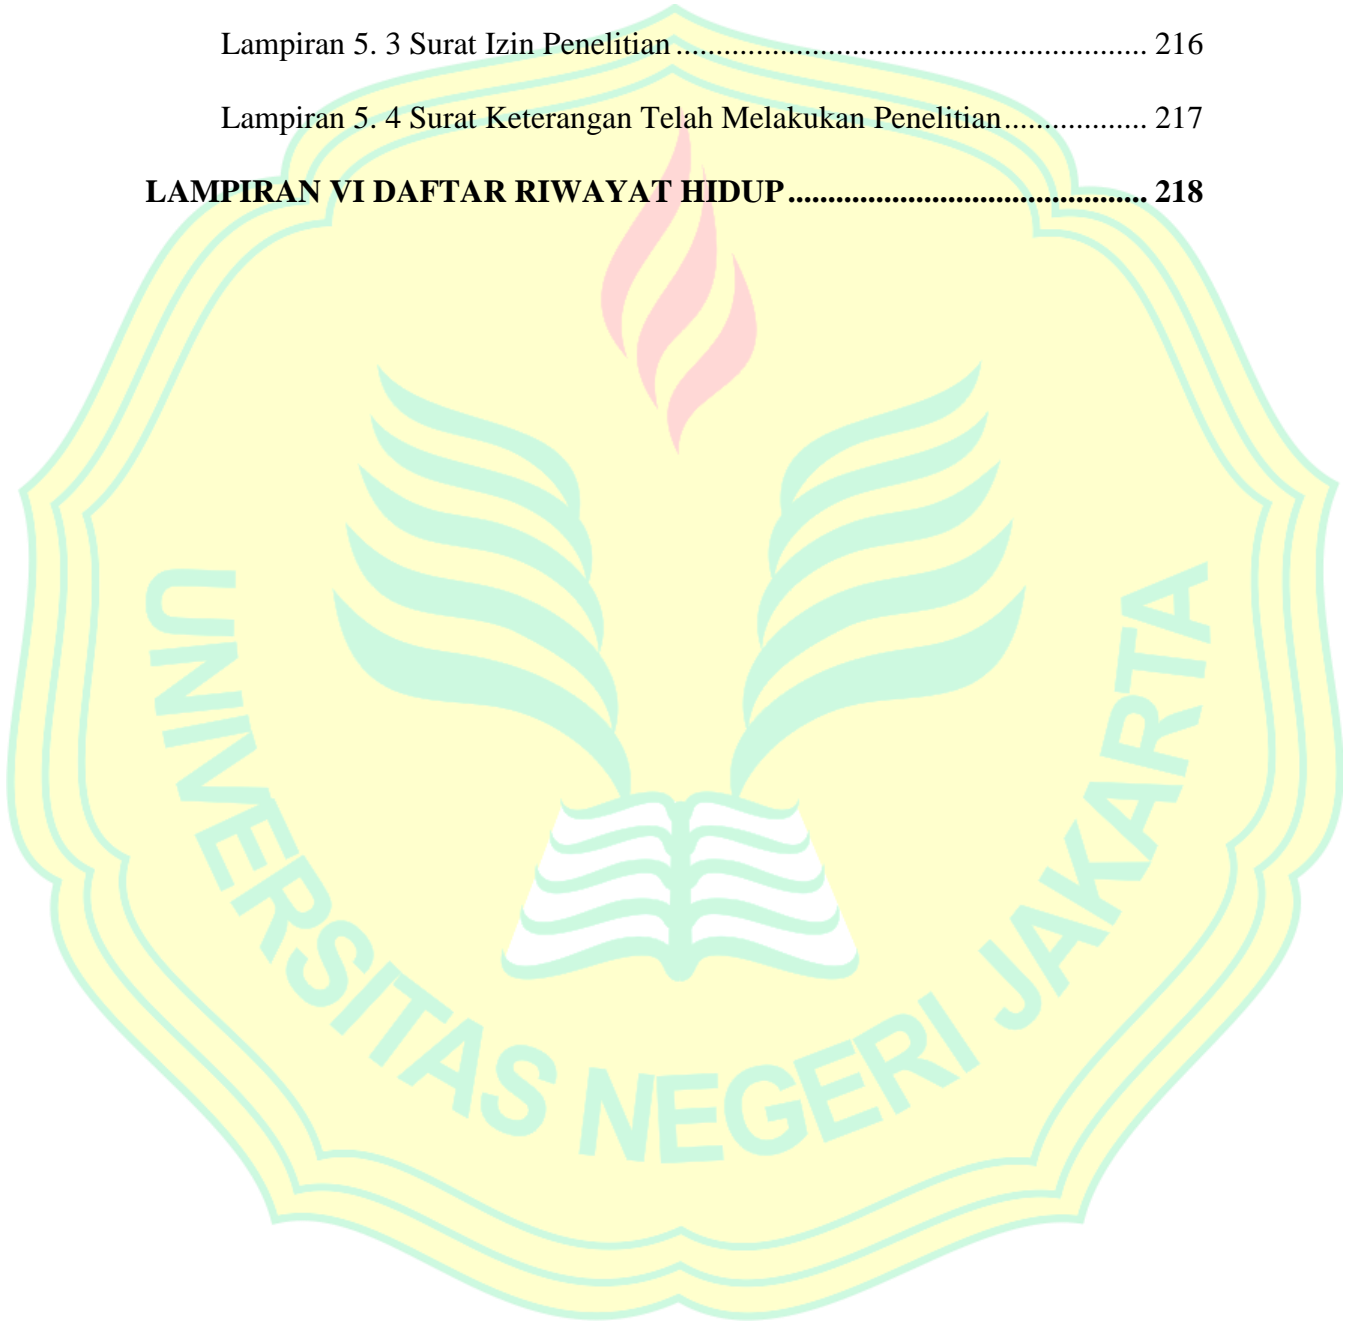 Lampiran 5. 3 Surat Izin Penelitian ........................................................... 216
Lampiran 5. 4 Surat Keterangan Telah Melakukan Penelitian.................. 217
LAMPIRAN VI DAFTAR RIWAYAT HIDUP ............................................. 218
UNIVERSITAS NEGERI JAKARTA